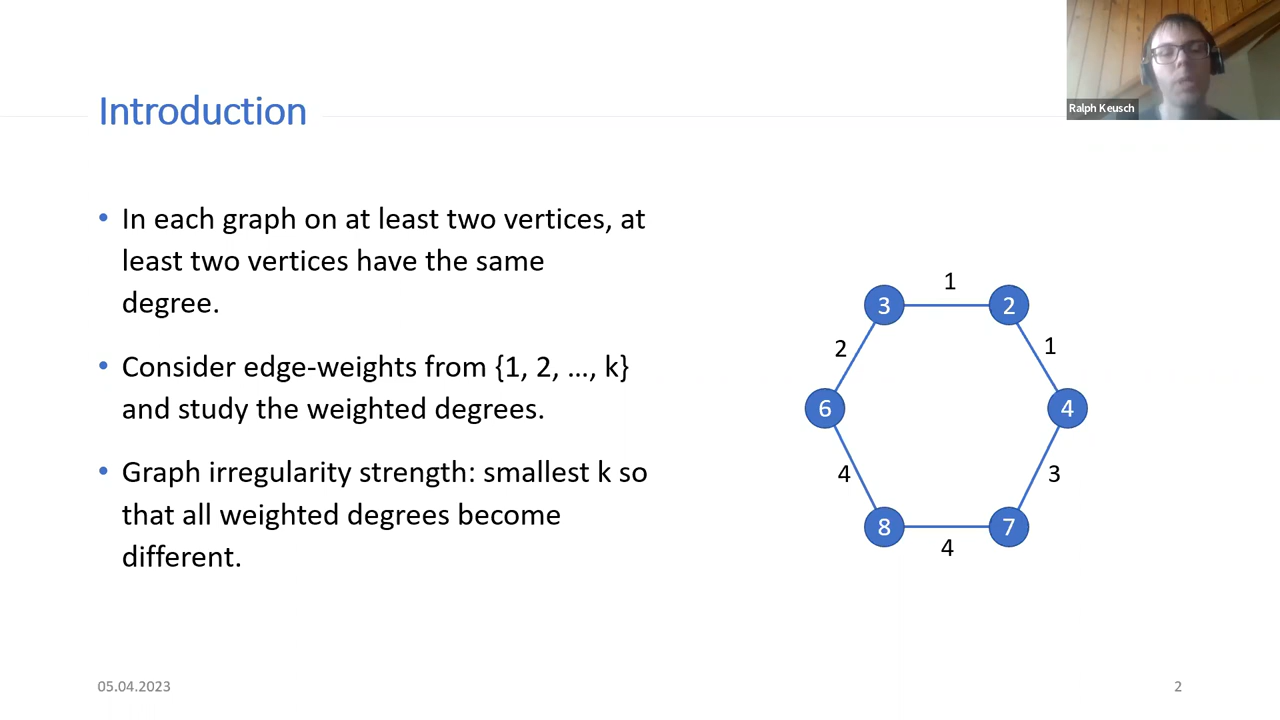 Ralph Keusch
Introduction
• In each graph on at least two vertices, at
least two vertices have the same
degree.
• Consider edge-weights from {1, 2, …, k}
and study the weighted degrees.
• Graph irregularity strength: smallest k so
that all weighted degrees become
different.
1
3
2
2
1
6
4
4
3
8
7
4
05.04.2023
2